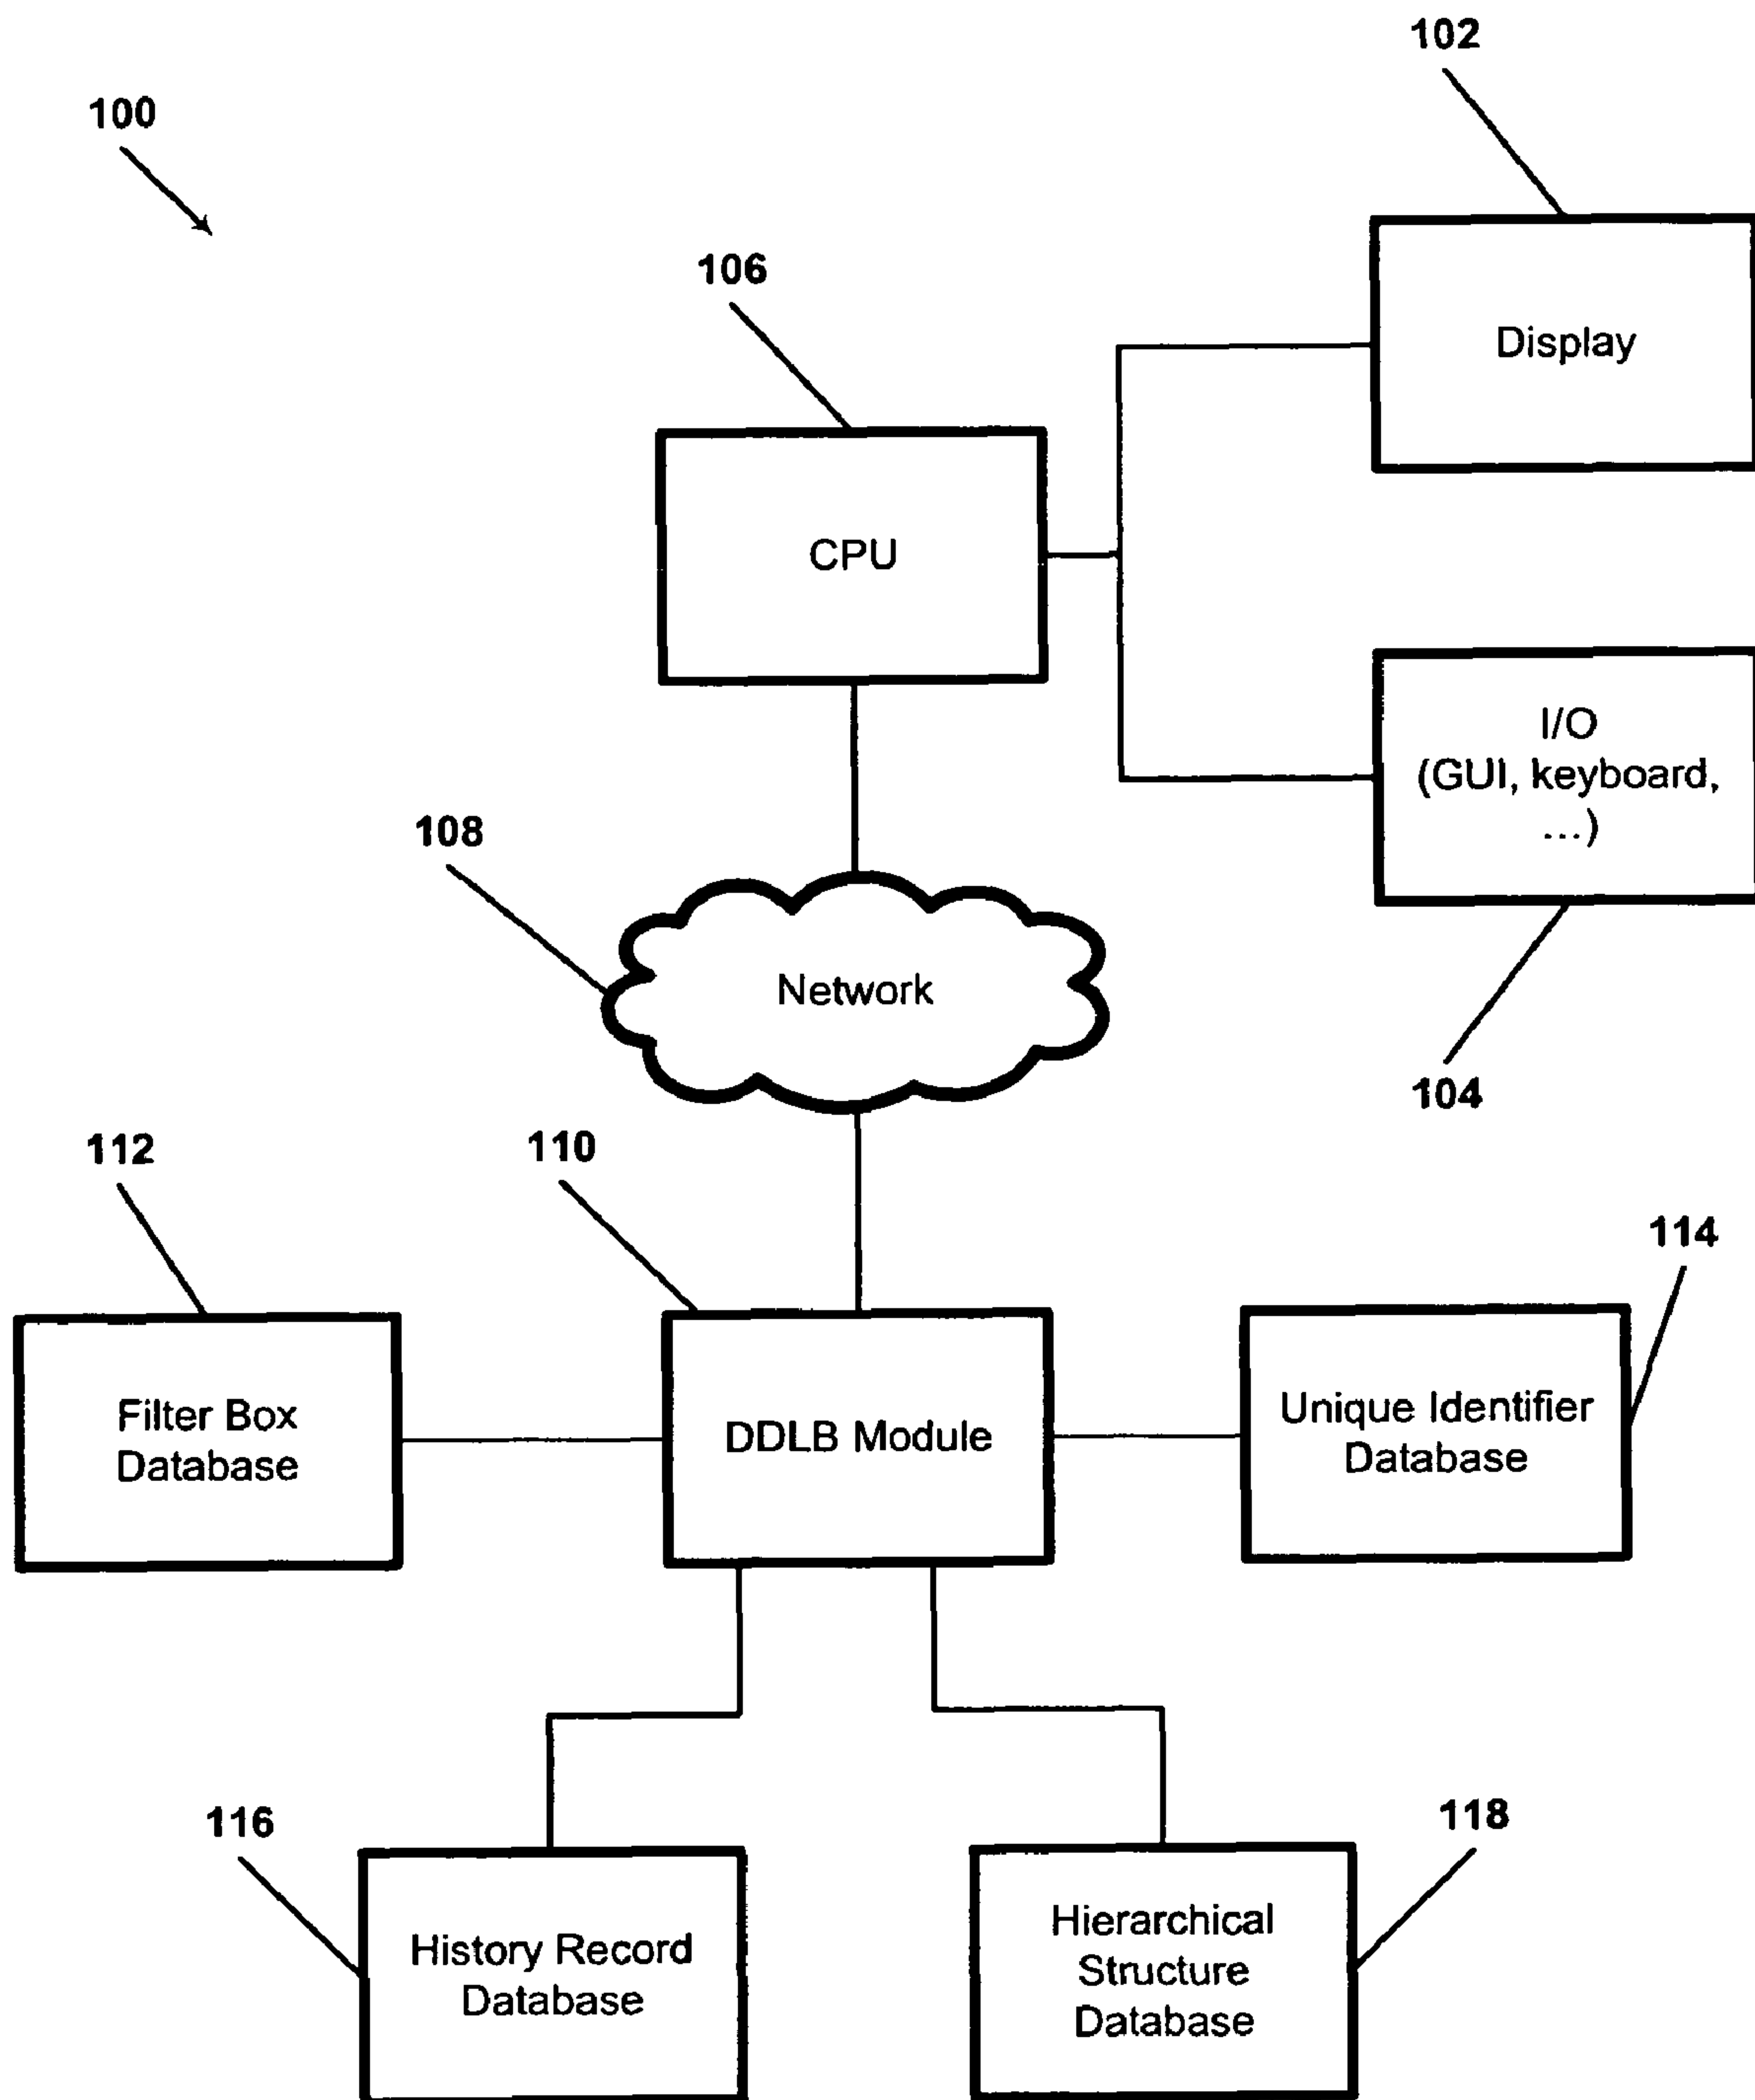 102
100
106
Display
CPU
I/O
(GUI, keyboard,
...)
108
Network
104
112
110
114
Filter Box
Database
DDLB Module
Unique Identifier
Database
116
118
History Record
Database
Hierarchical
Structure
Database